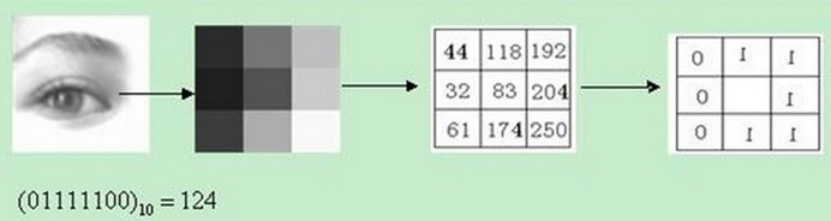 44 118 192
32 83 204
61 174 250
0 1 1
0 1
0 1 1
(01111100)₁₀ = 124